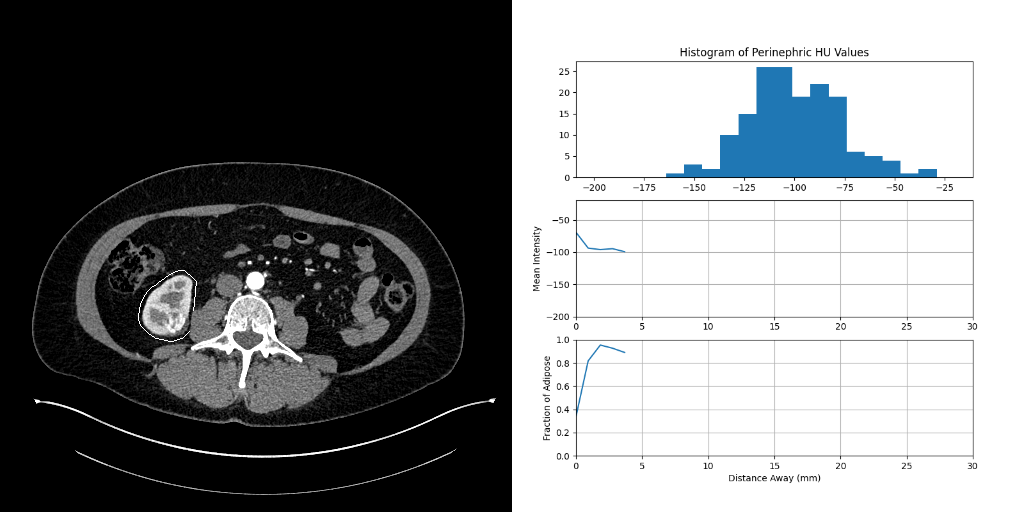 Histogram of Perinephric HU Values
25
20
15
10
5
0
−200 −175 −150 −125 −100 −75 −50 −25
Mean Intensity
−50
−100
−150
−200
0 5 10 15 20 25 30
Fraction of Adipose
1.0
0.8
0.6
0.4
0.2
0.0
0 5 10 15 20 25 30
Distance Away (mm)